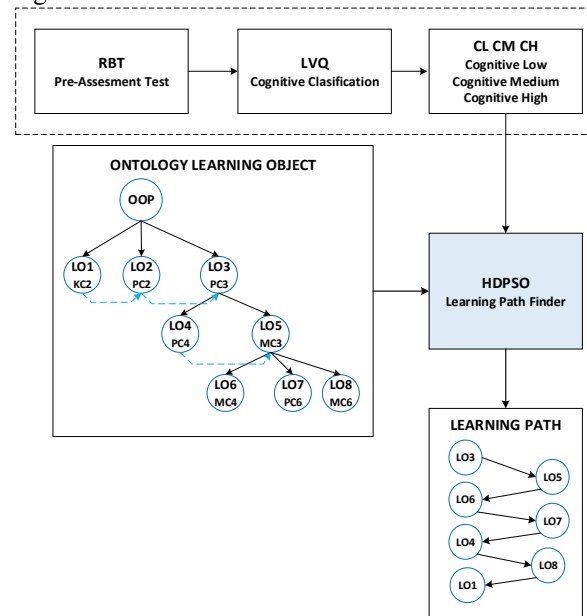 RBT
Pre-Assesment Test
LVQ
Cognitive Clasification
CL CM CH
Cognitive Low
Cognitive Medium
Cognitive High
ONTOLOGY LEARNING OBJECT
OOP
LO1
KC2
LO2
PC2
LO3
PC3
LO4
PC4
LO5
MC3
LO6
MC4
LO7
PC6
LO8
MC6
HDPSO
Learning Path Finder
LEARNING PATH
LO3
LO5
LO6
LO7
LO4
LO8
LO1